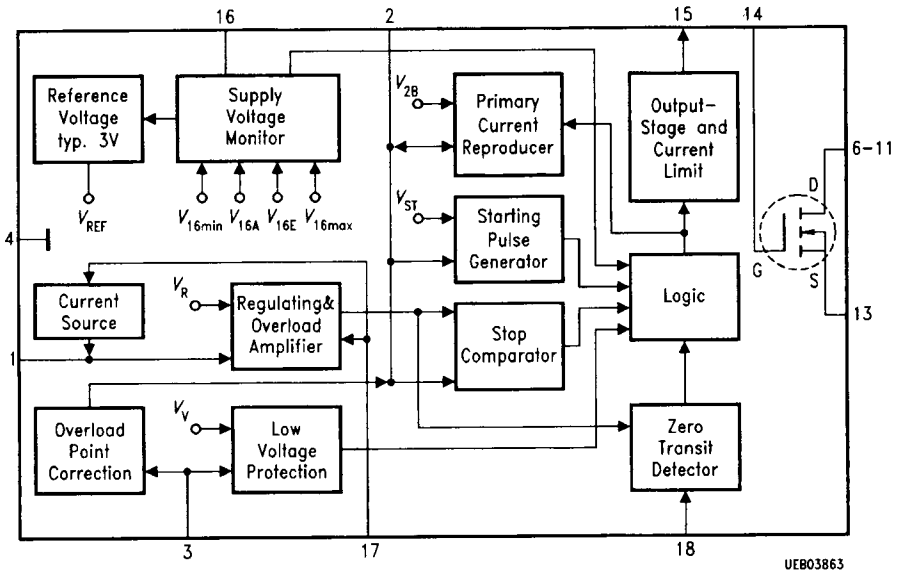 16
2
15
14
Reference
Voltage
typ. 3V
Supply
Voltage
Monitor
V2B
Primary
Current
Reproducer
Output-
Stage and
Current
Limit
6-11
VREF
V16min
V16A
V16E
V16max
VST
Starting
Pulse
Generator
D
G
S
4
Current
Source
VR
Regulating&
Overload
Amplifier
Stop
Comparator
Logic
13
1
Overload
Point
Correction
VV
Low
Voltage
Protection
Zero
Transit
Detector
3
17
18
UEB03863